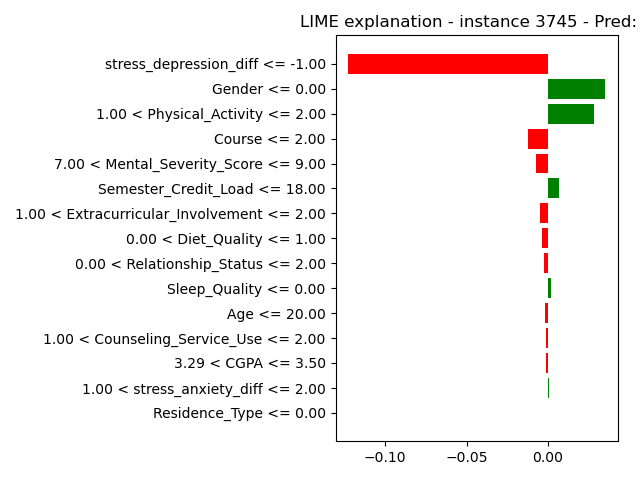 LIME explanation - instance 3745 - Pred:
stress_depression_diff <= -1.00
Gender <= 0.00
1.00 < Physical_Activity <= 2.00
Course <= 2.00
7.00 < Mental_Severity_Score <= 9.00
Semester_Credit_Load <= 18.00
1.00 < Extracurricular_Involvement <= 2.00
0.00 < Diet_Quality <= 1.00
0.00 < Relationship_Status <= 2.00
Sleep_Quality <= 0.00
Age <= 20.00
1.00 < Counseling_Service_Use <= 2.00
3.29 < CGPA <= 3.50
1.00 < stress_anxiety_diff <= 2.00
Residence_Type <= 0.00
−0.10 −0.05 0.00